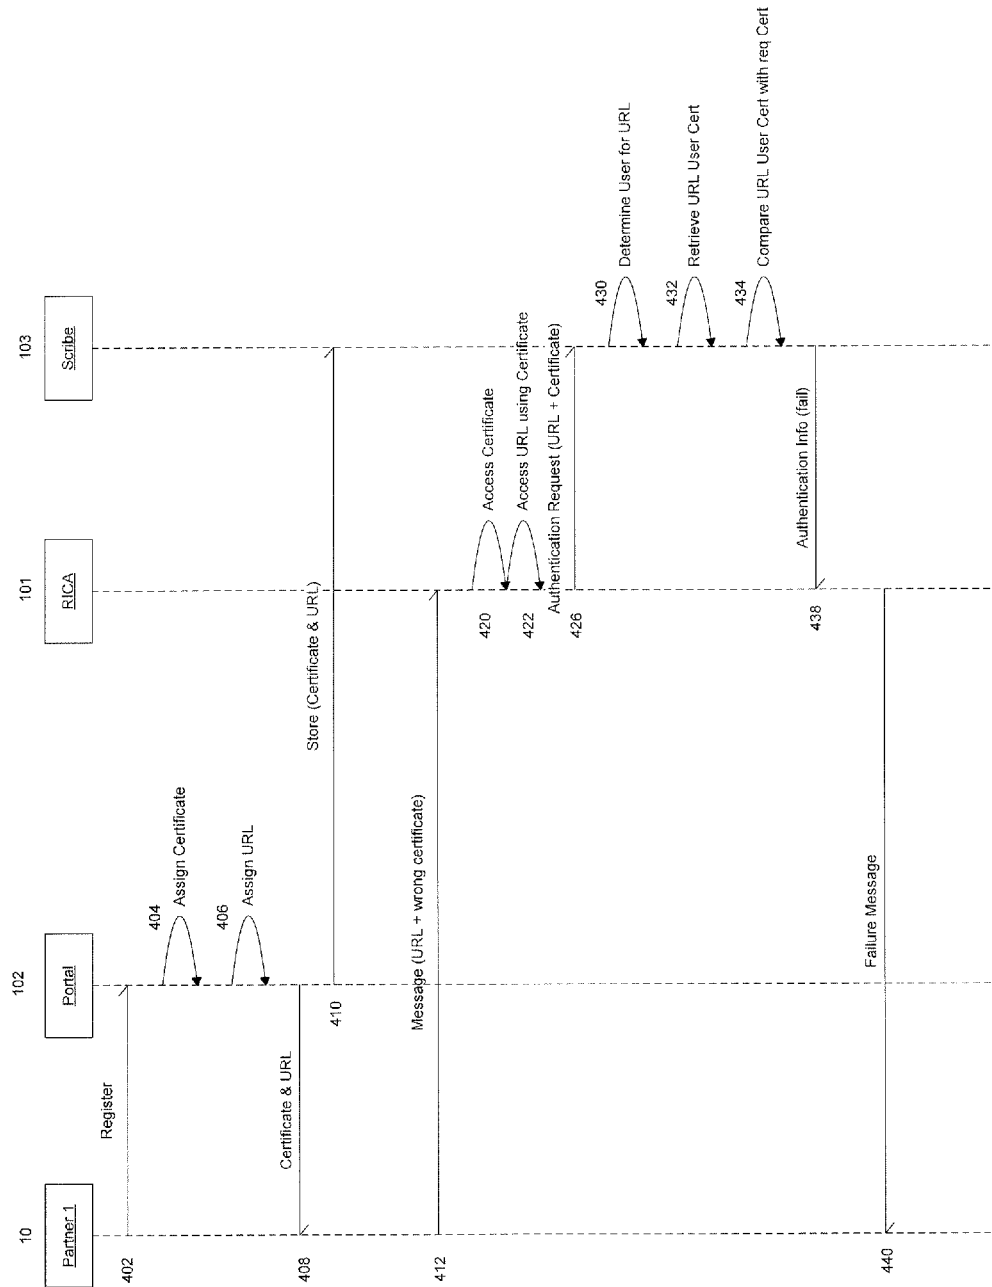 10
Partner 1
102
Portal
101
RICA
103
Scribe
402
Register
404
Assign Certificate
406
Assign URL
408
Certificate & URL
410
Store (Certificate & URL)
412
Message (URL + wrong certificate)
420
Access Certificate
422
Access URL using Certificate
426
Authentication Request (URL + Certificate)
430
Determine User for URL
432
Retrieve URL User Cert
434
Compare URL User Cert with req Cert
438
Authentication Info (fail)
440
Failure Message